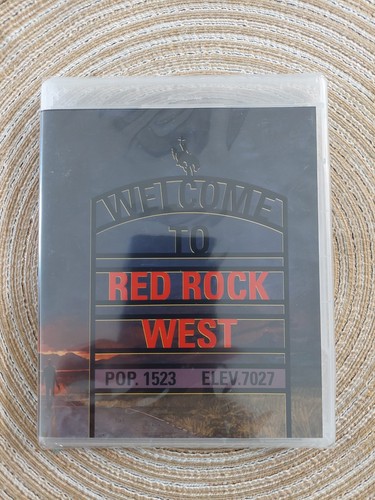 WELCOME
TO
RED ROCK
WEST
POP. 1523 ELEV.7027